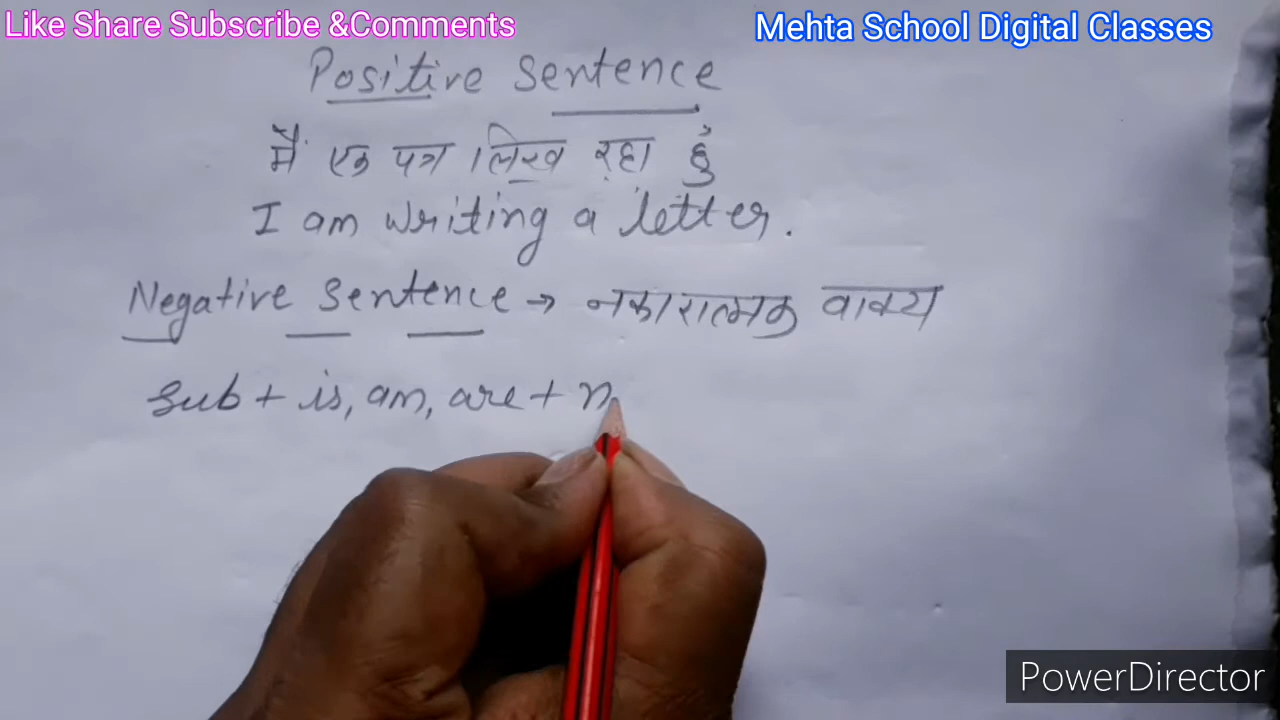 Like Share Subscribe &Comments
Mehta School Digital Classes
Positive Sentence
मैं एक पत्र लिख रहा हूँ
I am writing a letter.
Negative Sentence → नकारात्मक वाक्य
Sub + is, am, are + n
PowerDirector